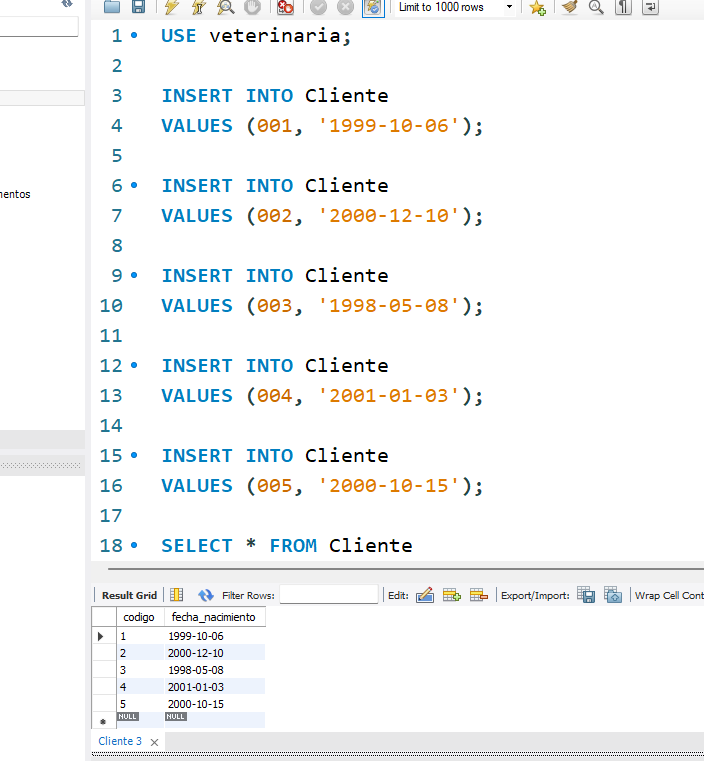 Limit to 1000 rows
1 USE veterinaria;
2
3 INSERT INTO Cliente
4 VALUES (001, '1999-10-06');
5
6 INSERT INTO Cliente
7 VALUES (002, '2000-12-10');
8
9 INSERT INTO Cliente
10 VALUES (003, '1998-05-08');
11
12 INSERT INTO Cliente
13 VALUES (004, '2001-01-03');
14
15 INSERT INTO Cliente
16 VALUES (005, '2000-10-15');
17
18 SELECT * FROM Cliente
mentos
Result Grid Filter Rows: Edit: Export/Import: Wrap Cell Cont
codigo fecha_nacimiento
1 1999-10-06
2 2000-12-10
3 1998-05-08
4 2001-01-03
5 2000-10-15
NULL NULL
Cliente 3